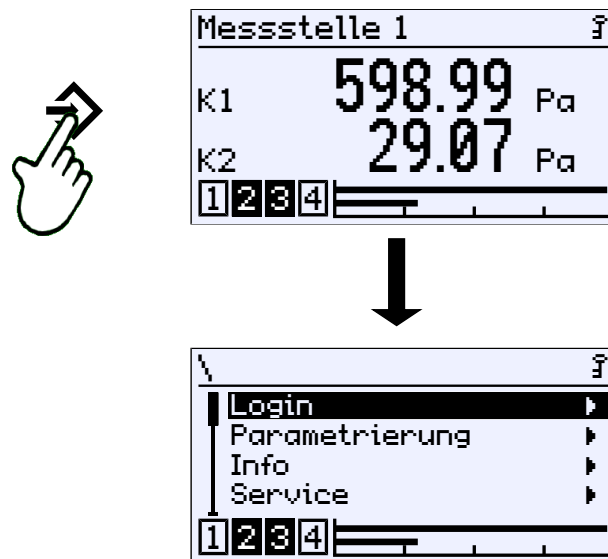 Messstelle 1
K1 598.99 Pa
K2 29.07 Pa
1 2 3 4
\
Login
Parametrierung
Info
Service
1 2 3 4